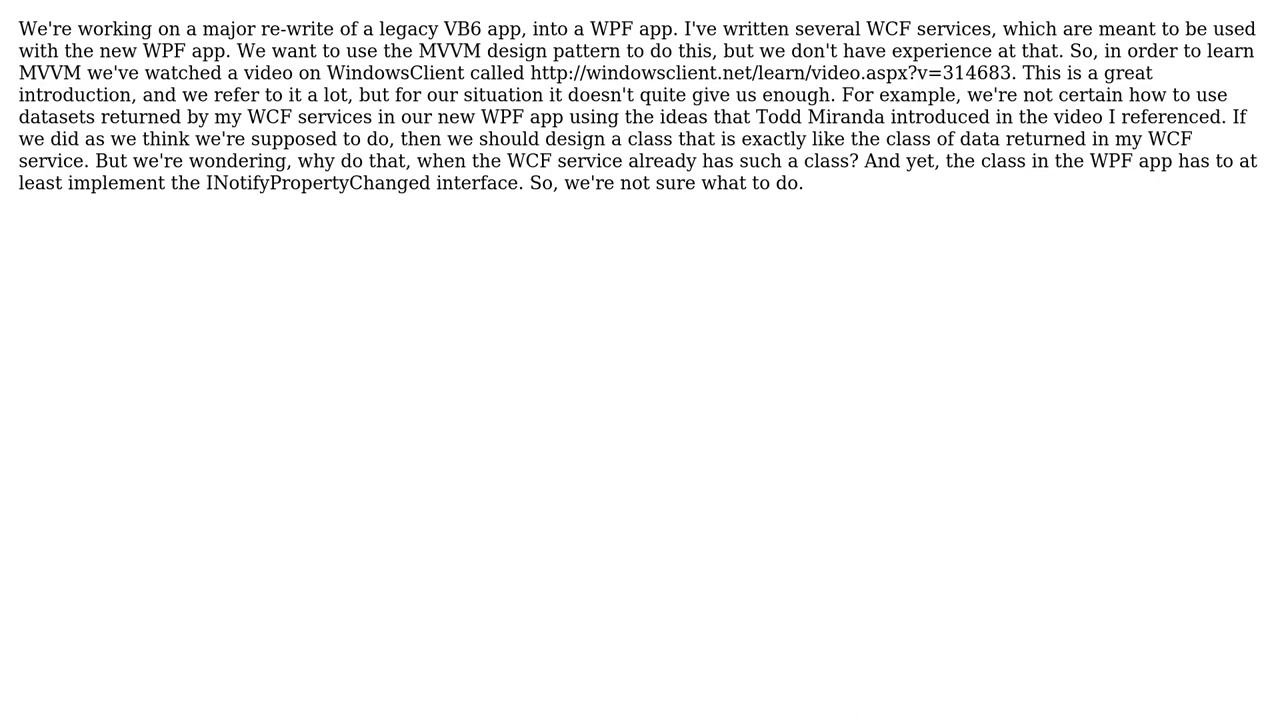 We're working on a major re-write of a legacy VB6 app, into a WPF app. I've written several WCF services, which are meant to be used
with the new WPF app. We want to use the MVVM design pattern to do this, but we don't have experience at that. So, in order to learn
MVVM we've watched a video on WindowsClient called http://windowsclient.net/learn/video.aspx?v=314683. This is a great
introduction, and we refer to it a lot, but for our situation it doesn't quite give us enough. For example, we're not certain how to use
datasets returned by my WCF services in our new WPF app using the ideas that Todd Miranda introduced in the video I referenced. If
we did as we think we're supposed to do, then we should design a class that is exactly like the class of data returned in my WCF
service. But we're wondering, why do that, when the WCF service already has such a class? And yet, the class in the WPF app has to at
least implement the INotifyPropertyChanged interface. So, we're not sure what to do.